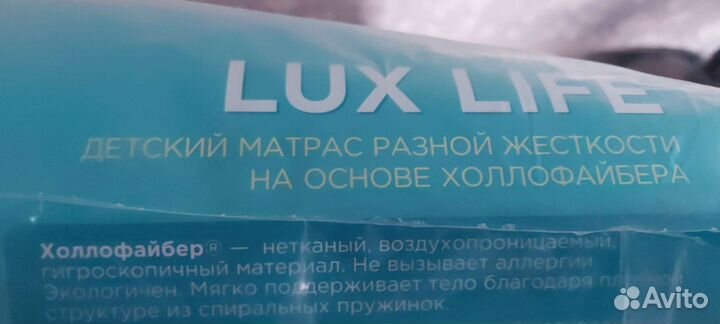 LUX LIFE
ДЕТСКИЙ МАТРАС РАЗНОЙ ЖЕСТКОСТИ
НА ОСНОВЕ ХОЛЛОФАЙБЕРА
Холлофайбер® — нетканый, воздухопроницаемый,
гигроскопичный материал. Не вызывает аллергии.
Экологичен. Мягко поддерживает тело благодаря плотной
структуре из спиральных пружинок.
Avito